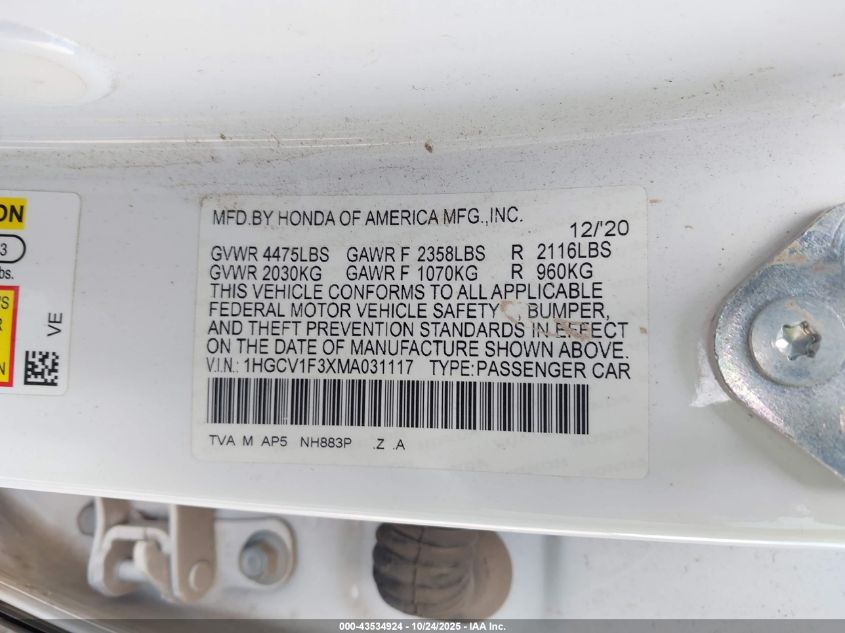 MFD.BY HONDA OF AMERICA MFG.,INC.
12/'20
GVWR 4475LBS GAWR F 2358LBS R 2116LBS
GVWR 2030KG GAWR F 1070KG R 960KG
THIS VEHICLE CONFORMS TO ALL APPLICABLE
FEDERAL MOTOR VEHICLE SAFETY , BUMPER,
AND THEFT PREVENTION STANDARDS IN EFFECT
ON THE DATE OF MANUFACTURE SHOWN ABOVE.
V.I.N.: 1HGCV1F3XMA031117 TYPE:PASSENGER CAR
TVA M AP5 NH883P .Z .A
ON
3
bs.
'S
R
N
VE
000-43534924 - 10/24/2025 - IAA Inc.